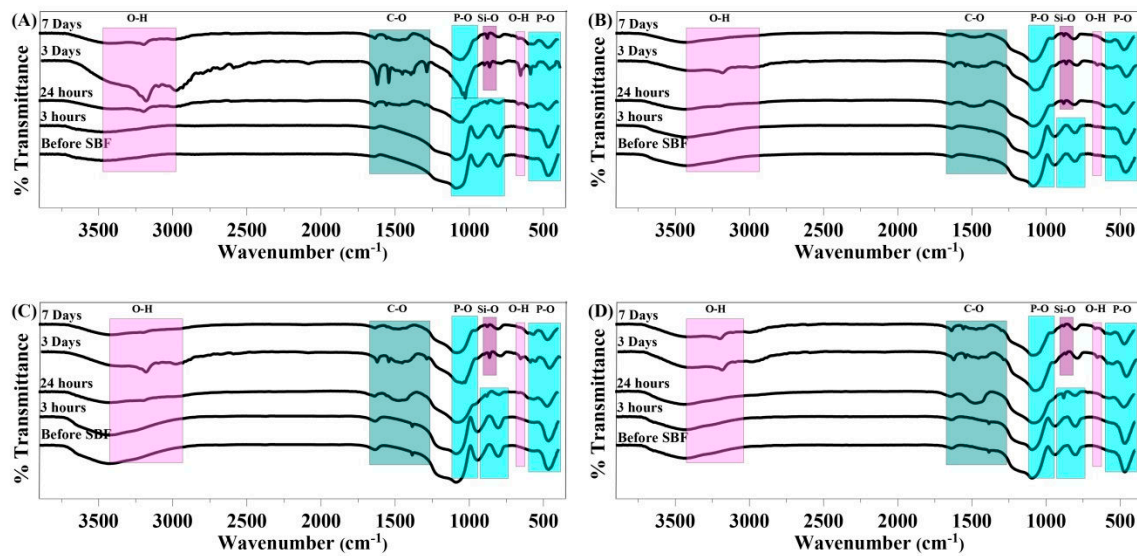 (A) O-H C-O P-O Si-O O-H P-O
7 Days
3 Days
24 hours
3 hours
Before SBF
% Transmittance
3500 3000 2500 2000 1500 1000 500
Wavenumber (cm-1)
(B) O-H C-O P-O Si-O O-H P-O
7 Days
3 Days
24 hours
3 hours
Before SBF
% Transmittance
3500 3000 2500 2000 1500 1000 500
Wavenumber (cm-1)
(C) O-H C-O P-O Si-O O-H P-O
7 Days
3 Days
24 hours
3 hours
Before SBF
% Transmittance
3500 3000 2500 2000 1500 1000 500
Wavenumber (cm-1)
(D) O-H C-O P-O Si-O O-H P-O
7 Days
3 Days
24 hours
3 hours
Before SBF
% Transmittance
3500 3000 2500 2000 1500 1000 500
Wavenumber (cm-1)